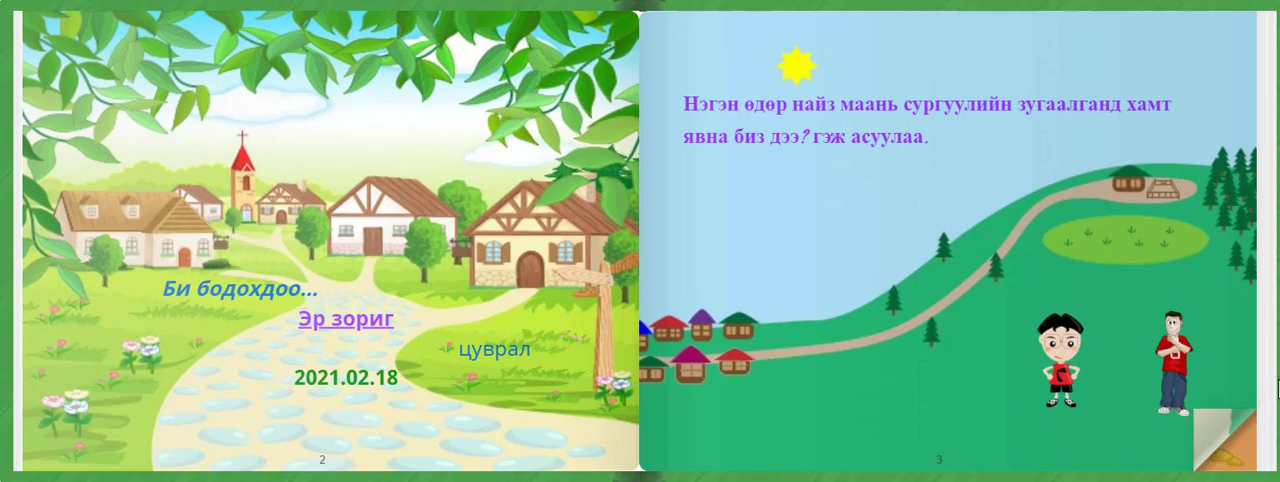 Би бодохдоо...
Эр зориг
цуврал
2021.02.18
2
Нэгэн өдөр найз маань сургуулийн зугаалганд хамт
явна биз дээ? гэж асуулаа.
3